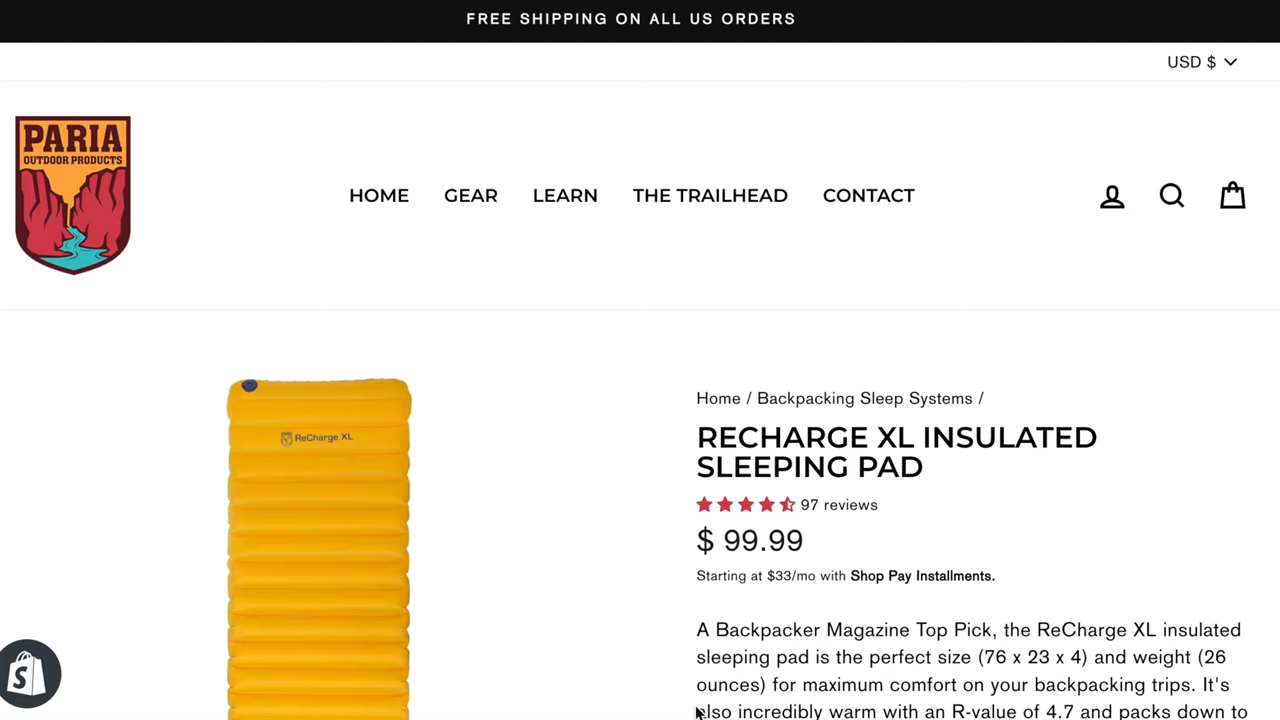 FREE SHIPPING ON ALL US ORDERS
USD $
PARIA
OUTDOOR PRODUCTS
HOME GEAR LEARN THE TRAILHEAD CONTACT
ReCharge XL
Home / Backpacking Sleep Systems /
RECHARGE XL INSULATED
SLEEPING PAD
97 reviews
$ 99.99
Starting at $33/mo with Shop Pay Installments.
A Backpacker Magazine Top Pick, the ReCharge XL insulated
sleeping pad is the perfect size (76 x 23 x 4) and weight (26
ounces) for maximum comfort on your backpacking trips. It's
also incredibly warm with an R-value of 4.7 and packs down to
S